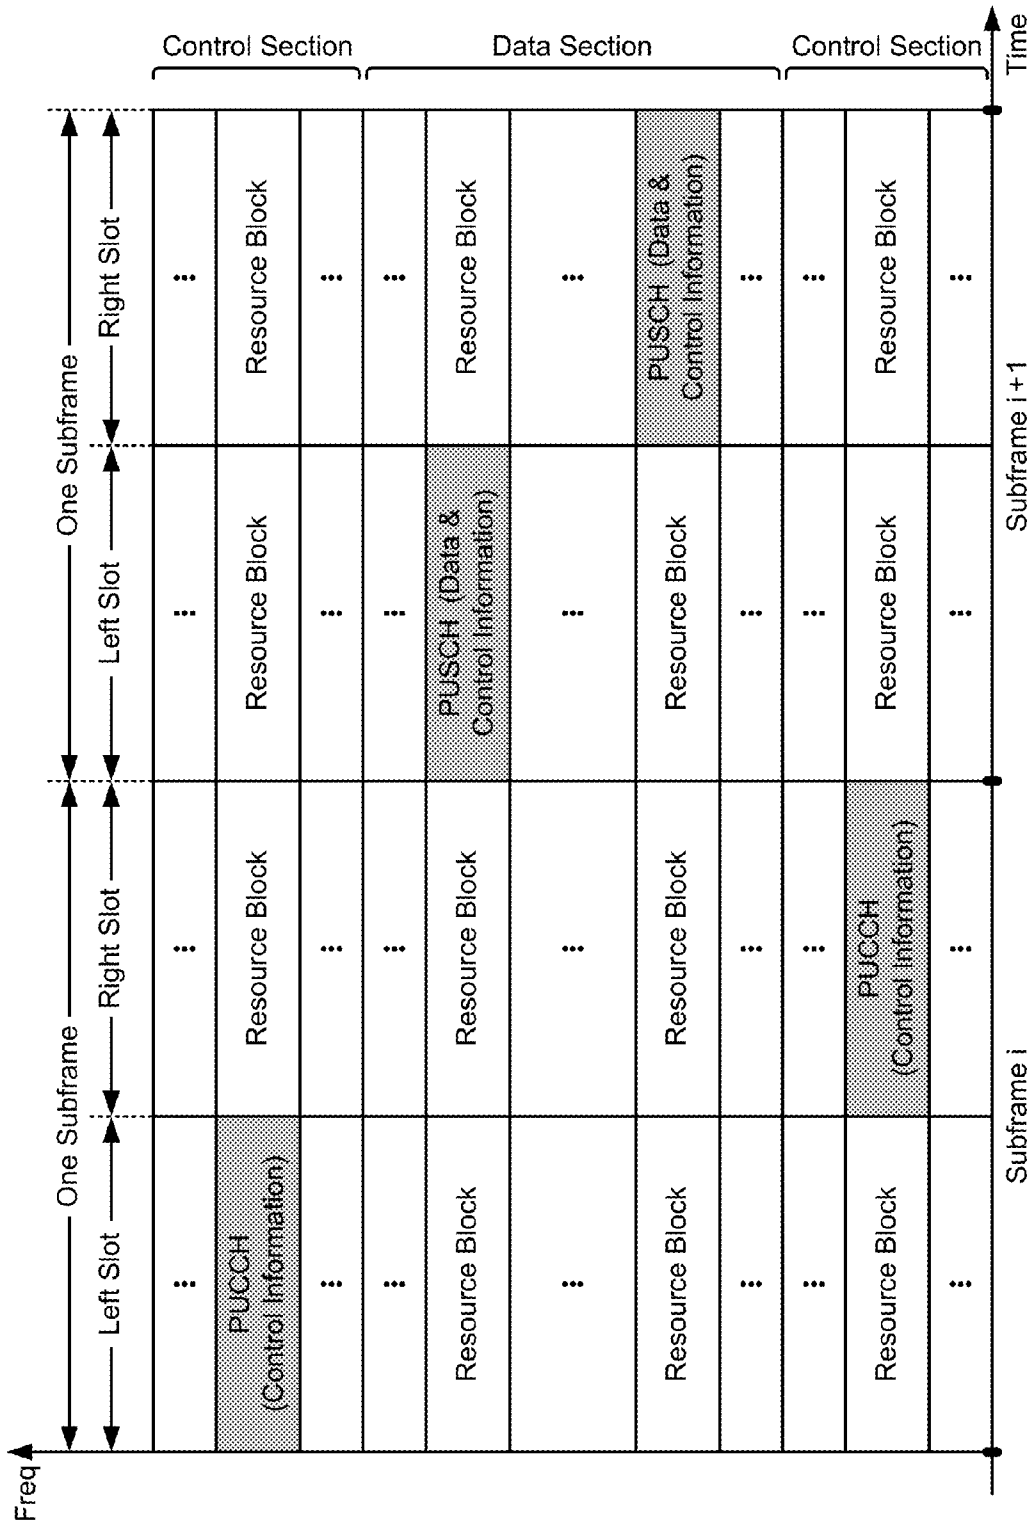 Freq
One Subframe
One Subframe
Left Slot
Right Slot
Left Slot
Right Slot
PUCCH
(Control Information)
Resource Block
Resource Block
Resource Block
Control Section
Resource Block
Resource Block
PUSCH (Data &
Control Information)
Resource Block
Data Section
Resource Block
Resource Block
Resource Block
PUSCH (Data &
Control Information)
Resource Block
PUCCH
(Control Information)
Resource Block
Resource Block
Control Section
Subframe i
Subframe i + 1
Time